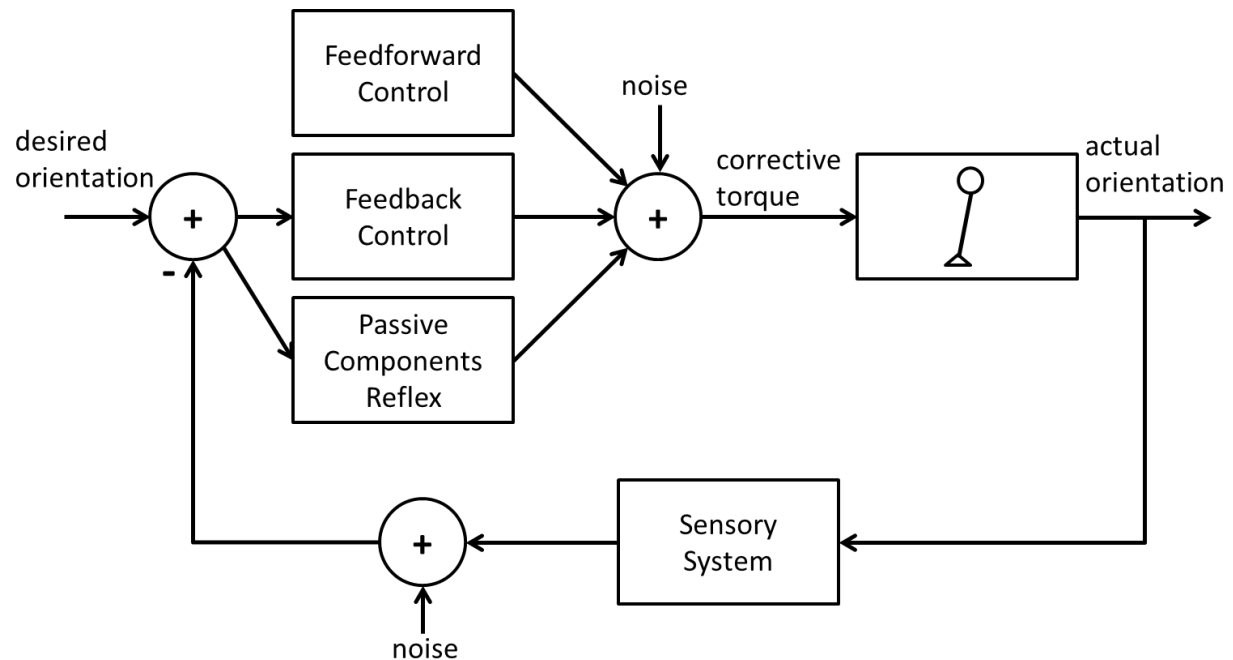 Feedforward
Control
noise
desired
orientation
corrective
torque
actual
orientation
+
Feedback
Control
+
-
Passive
Components
Reflex
Sensory
System
+
noise